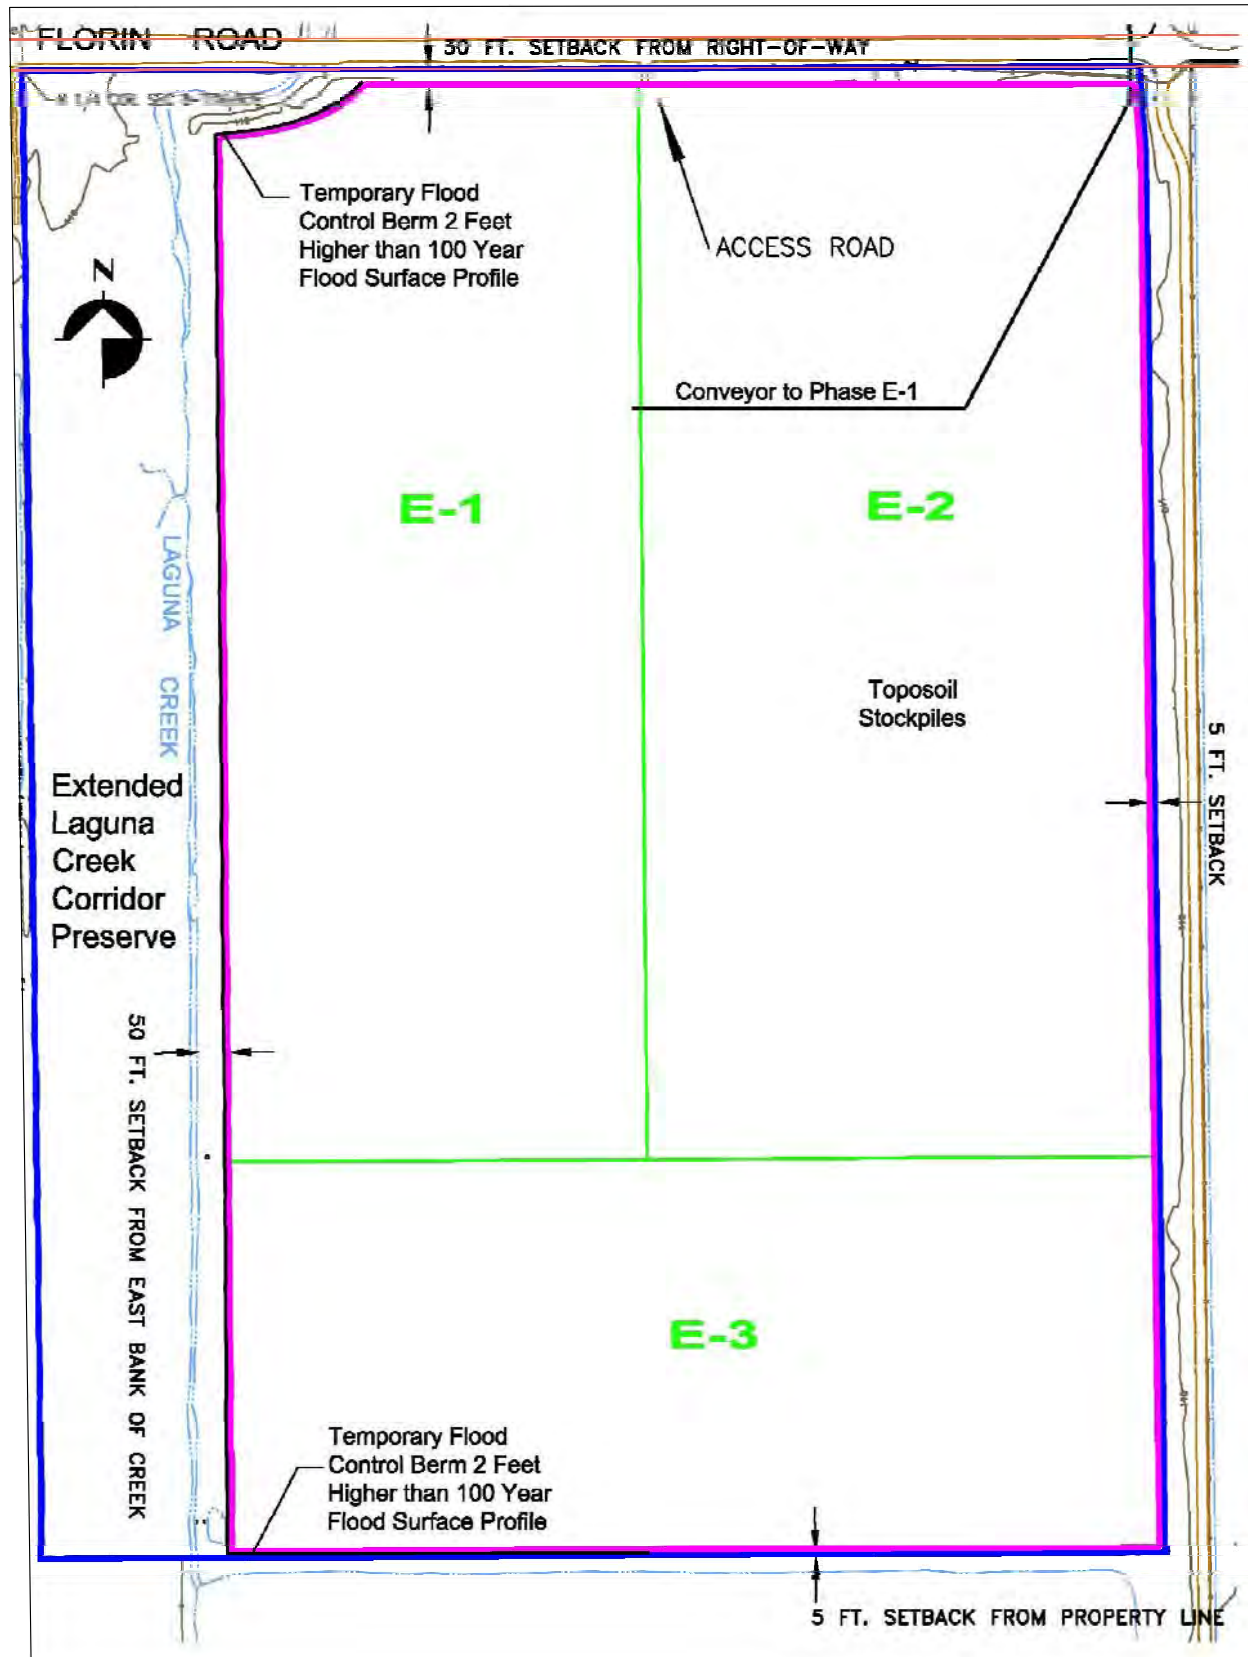 FLORIN ROAD
30 FT. SETBACK FROM RIGHT-OF-WAY
N
Temporary Flood
Control Berm 2 Feet
Higher than 100 Year
Flood Surface Profile
ACCESS ROAD
Conveyor to Phase E-1
E-1
E-2
LAGUNA CREEK
Toposoil
Stockpiles
5 FT. SETBACK
Extended
Laguna
Creek
Corridor
Preserve
50 FT. SETBACK FROM EAST BANK OF CREEK
E-3
Temporary Flood
Control Berm 2 Feet
Higher than 100 Year
Flood Surface Profile
5 FT. SETBACK FROM PROPERTY LINE